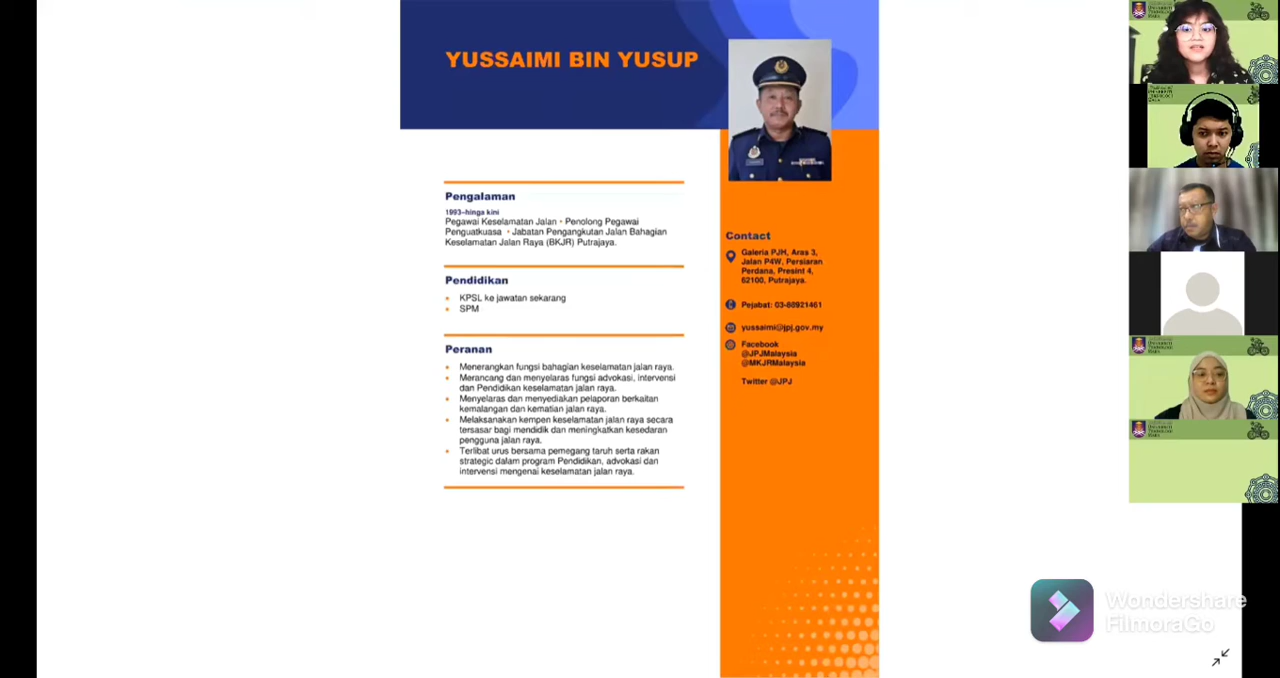 YUSSAIMI BIN YUSUP
Pengalaman
1993–hinga kini
Pegawai Keselamatan Jalan • Penolong Pegawai
Penguatkuasa • Jabatan Pengangkutan Jalan Bahagian
Keselamatan Jalan Raya (BKJR) Putrajaya.
Pendidikan
KPSL ke jawatan sekarang
SPM
Peranan
Menerangkan fungsi bahagian keselamatan jalan raya.
Merancang dan menyelaras fungsi advokasi, intervensi
dan Pendidikan keselamatan jalan raya.
Menyelaras dan menyediakan pelaporan berkaitan
kemalangan dan kematian jalan raya.
Melaksanakan kempen keselamatan jalan raya secara
tersasar bagi mendidik dan meningkatkan kesedaran
pengguna jalan raya.
Terlibat urus bersama pemegang taruh serta rakan
strategic dalam program Pendidikan, advokasi dan
intervensi mengenai keselamatan jalan raya.
Contact
Galeria PJH, Aras 3,
Jalan P4W, Persiaran
Perdana, Presint 4,
62100, Putrajaya.
Pejabat: 03-88921461
yussaimi@jpj.gov.my
Facebook
@JPJMalaysia
@MKJRMalaysia
Twitter @JPJ
Wondershare
FilmoraGo